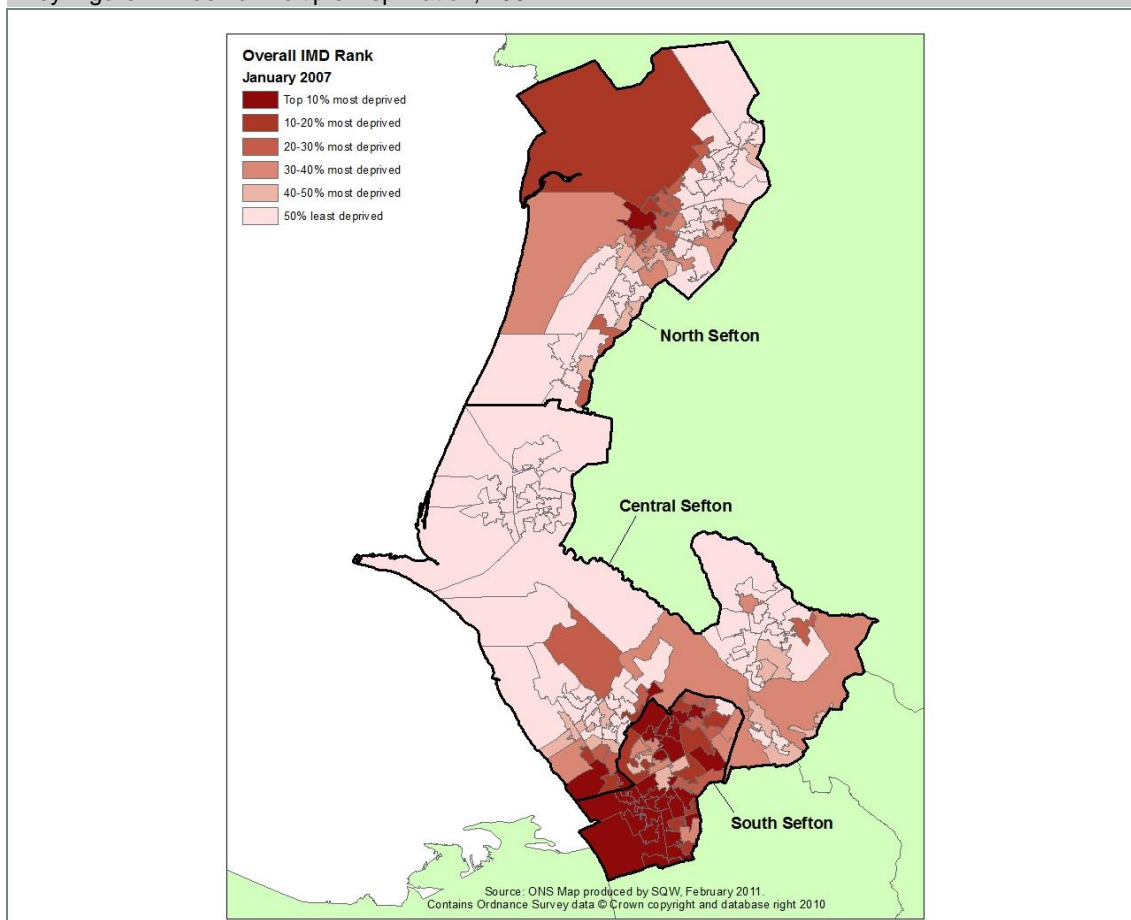 Overall IMD Rank
January 2007
Top 10% most deprived
10-20% most deprived
20-30% most deprived
30-40% most deprived
40-50% most deprived
50% least deprived
North Sefton
Central Sefton
South Sefton
Source: ONS Map produced by SQW, February 2011.
Contains Ordnance Survey data © Crown copyright and database right 2010